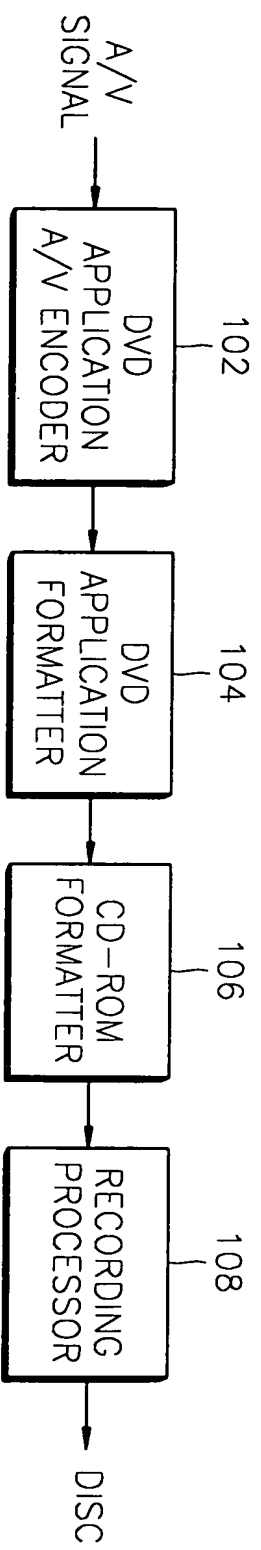 A/V
SIGNAL
102
DVD
APPLICATION
A/V ENCODER
104
DVD
APPLICATION
FORMATTER
106
CD-ROM
FORMATTER
108
RECORDING
PROCESSOR
DISC